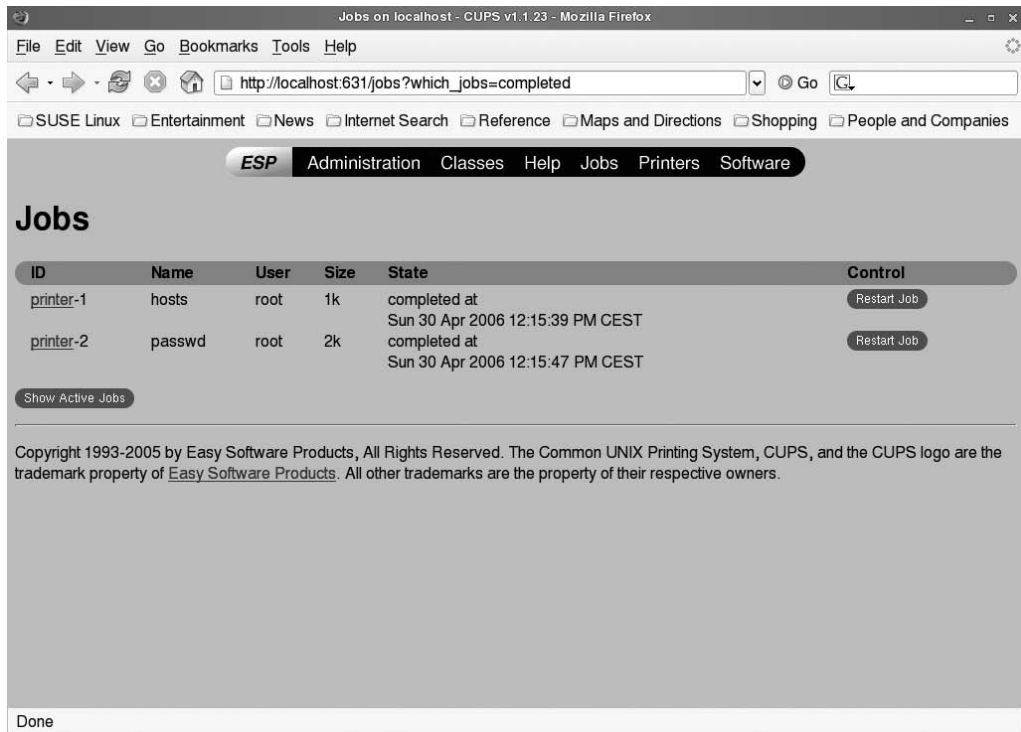 Jobs on localhost - CUPS v1.1.23 - Mozilla Firefox
File Edit View Go Bookmarks Tools Help
http://localhost:631/jobs?which_jobs=completed Go G
SUSE Linux Entertainment News Internet Search Reference Maps and Directions Shopping People and Companies
ESP Administration Classes Help Jobs Printers Software
Jobs
ID Name User Size State Control
printer-1 hosts root 1k completed at Restart Job
Sun 30 Apr 2006 12:15:39 PM CEST
printer-2 passwd root 2k completed at Restart Job
Sun 30 Apr 2006 12:15:47 PM CEST
Show Active Jobs
Copyright 1993-2005 by Easy Software Products, All Rights Reserved. The Common UNIX Printing System, CUPS, and the CUPS logo are the
trademark property of Easy Software Products. All other trademarks are the property of their respective owners.
Done